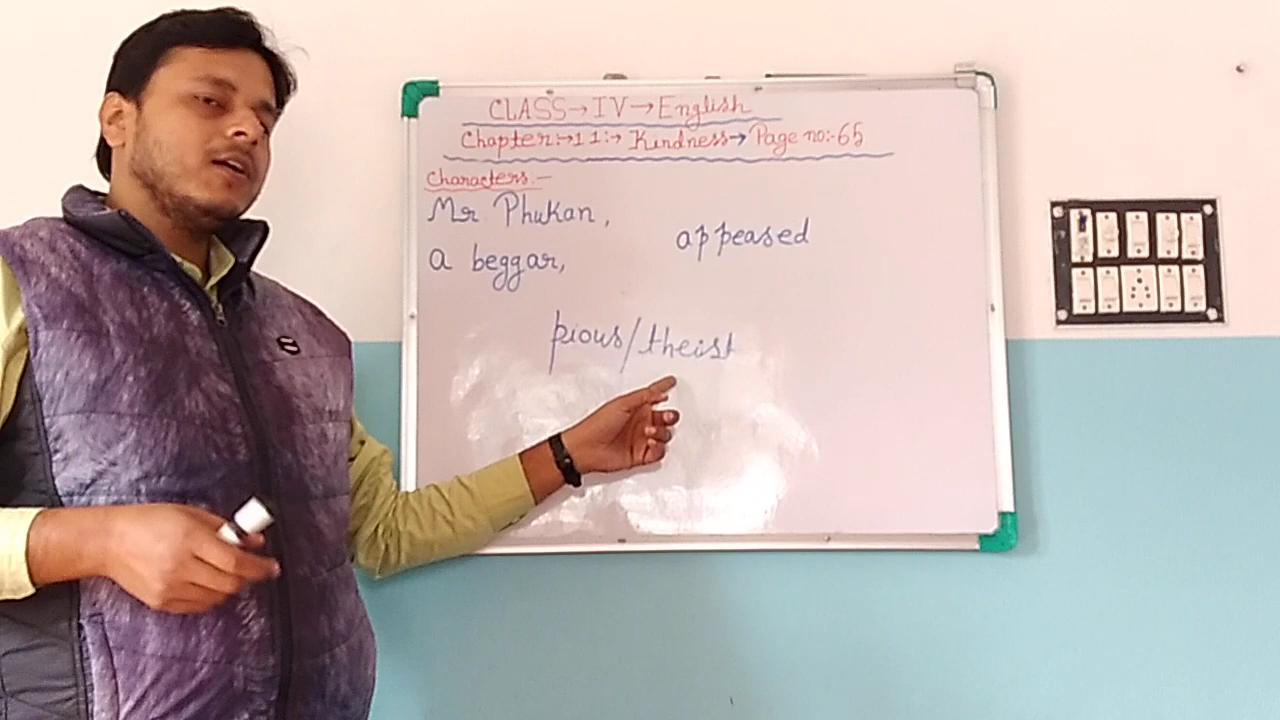 CLASS→IV→English
Chapter:→11:→Kindness→Page no:-65
Characters:-
Mr Phukan,
appeased
a beggar,
pious/theist